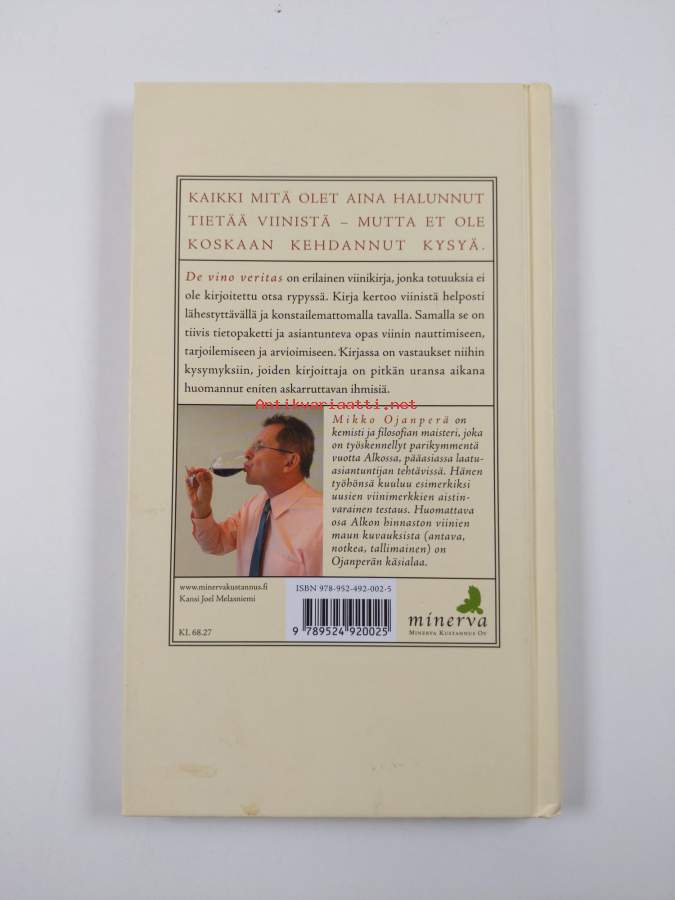 KAIKKI MITÄ OLET AINA HALUNNUT
TIETÄÄ VIINISTÄ – MUTTA ET OLE
KOSKAAN KEHDANNUT KYSYÄ.
De vino veritas on erilainen viinikirja, jonka totuuksia ei
ole kirjoitettu otsa rypyssä. Kirja kertoo viinistä helposti
lähestyttävällä ja konstailemattomalla tavalla. Samalla se on
tiivis tietopaketti ja asiantunteva opas viinin nauttimiseen,
tarjoilemiseen ja arvioimiseen. Kirjassa on vastaukset niihin
kysymyksiin, joiden kirjoittaja on pitkän uransa aikana
huomannut eniten askarruttavan ihmisiä.
Antikvariaatti.net
Mikko Ojanperä on
kemisti ja filosofian maisteri, joka
on työskennellyt parikymmentä
vuotta Alkossa, pääasiassa laatu-
asiantuntijan tehtävissä. Hänen
työhönsä kuuluu esimerkiksi
uusien viinimerkkien aistin-
varainen testaus. Huomattava
osa Alkon hinnaston viinien
maun kuvauksista (antava,
notkea, tallimainen) on
Ojanperän käsialaa.
www.minervakustannus.fi
Kansi Joel Melasniemi
KL 68.27
ISBN 978-952-492-002-5
9 789524 920025
minerva
MINERVA KUSTANNUS OY